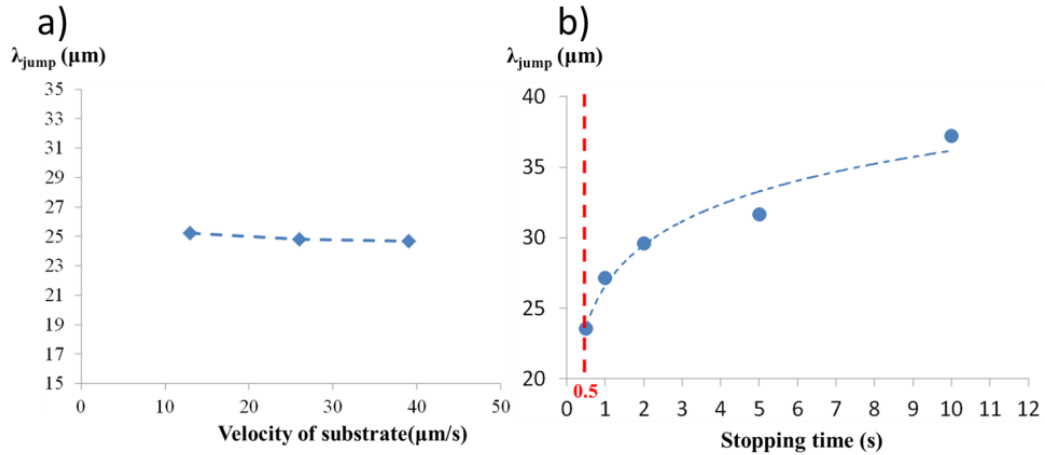 a)
λjump (μm)
35
33
31
29
27
25
23
21
19
17
15
0 10 20 30 40 50
Velocity of substrate(μm/s)
b)
λjump (μm)
40
35
30
25
20
0.5
0 1 2 3 4 5 6 7 8 9 10 11 12
Stopping time (s)